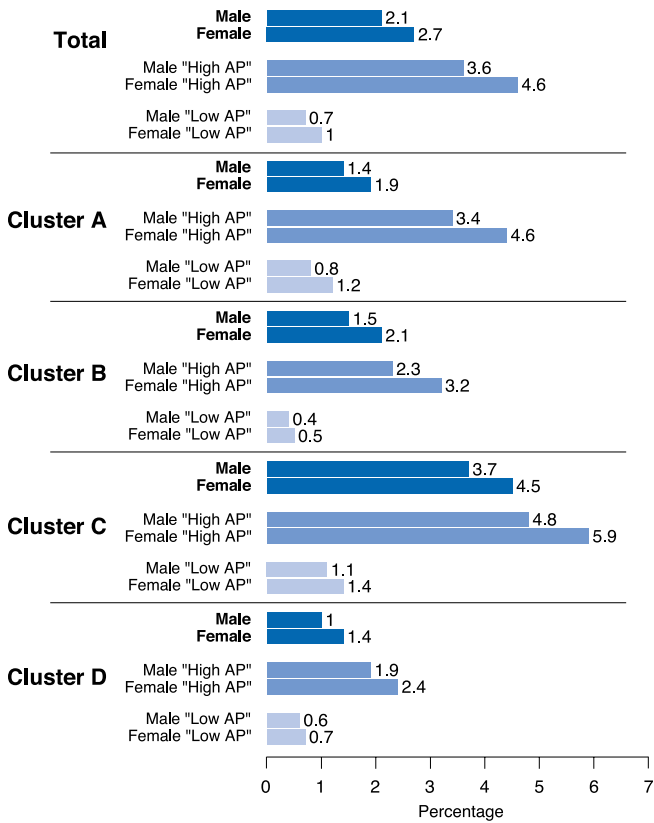 Total
Male 2.1
Female 2.7
Male "High AP" 3.6
Female "High AP" 4.6
Male "Low AP" 0.7
Female "Low AP" 1
Cluster A
Male 1.4
Female 1.9
Male "High AP" 3.4
Female "High AP" 4.6
Male "Low AP" 0.8
Female "Low AP" 1.2
Cluster B
Male 1.5
Female 2.1
Male "High AP" 2.3
Female "High AP" 3.2
Male "Low AP" 0.4
Female "Low AP" 0.5
Cluster C
Male 3.7
Female 4.5
Male "High AP" 4.8
Female "High AP" 5.9
Male "Low AP" 1.1
Female "Low AP" 1.4
Cluster D
Male 1
Female 1.4
Male "High AP" 1.9
Female "High AP" 2.4
Male "Low AP" 0.6
Female "Low AP" 0.7
0 1 2 3 4 5 6 7
Percentage